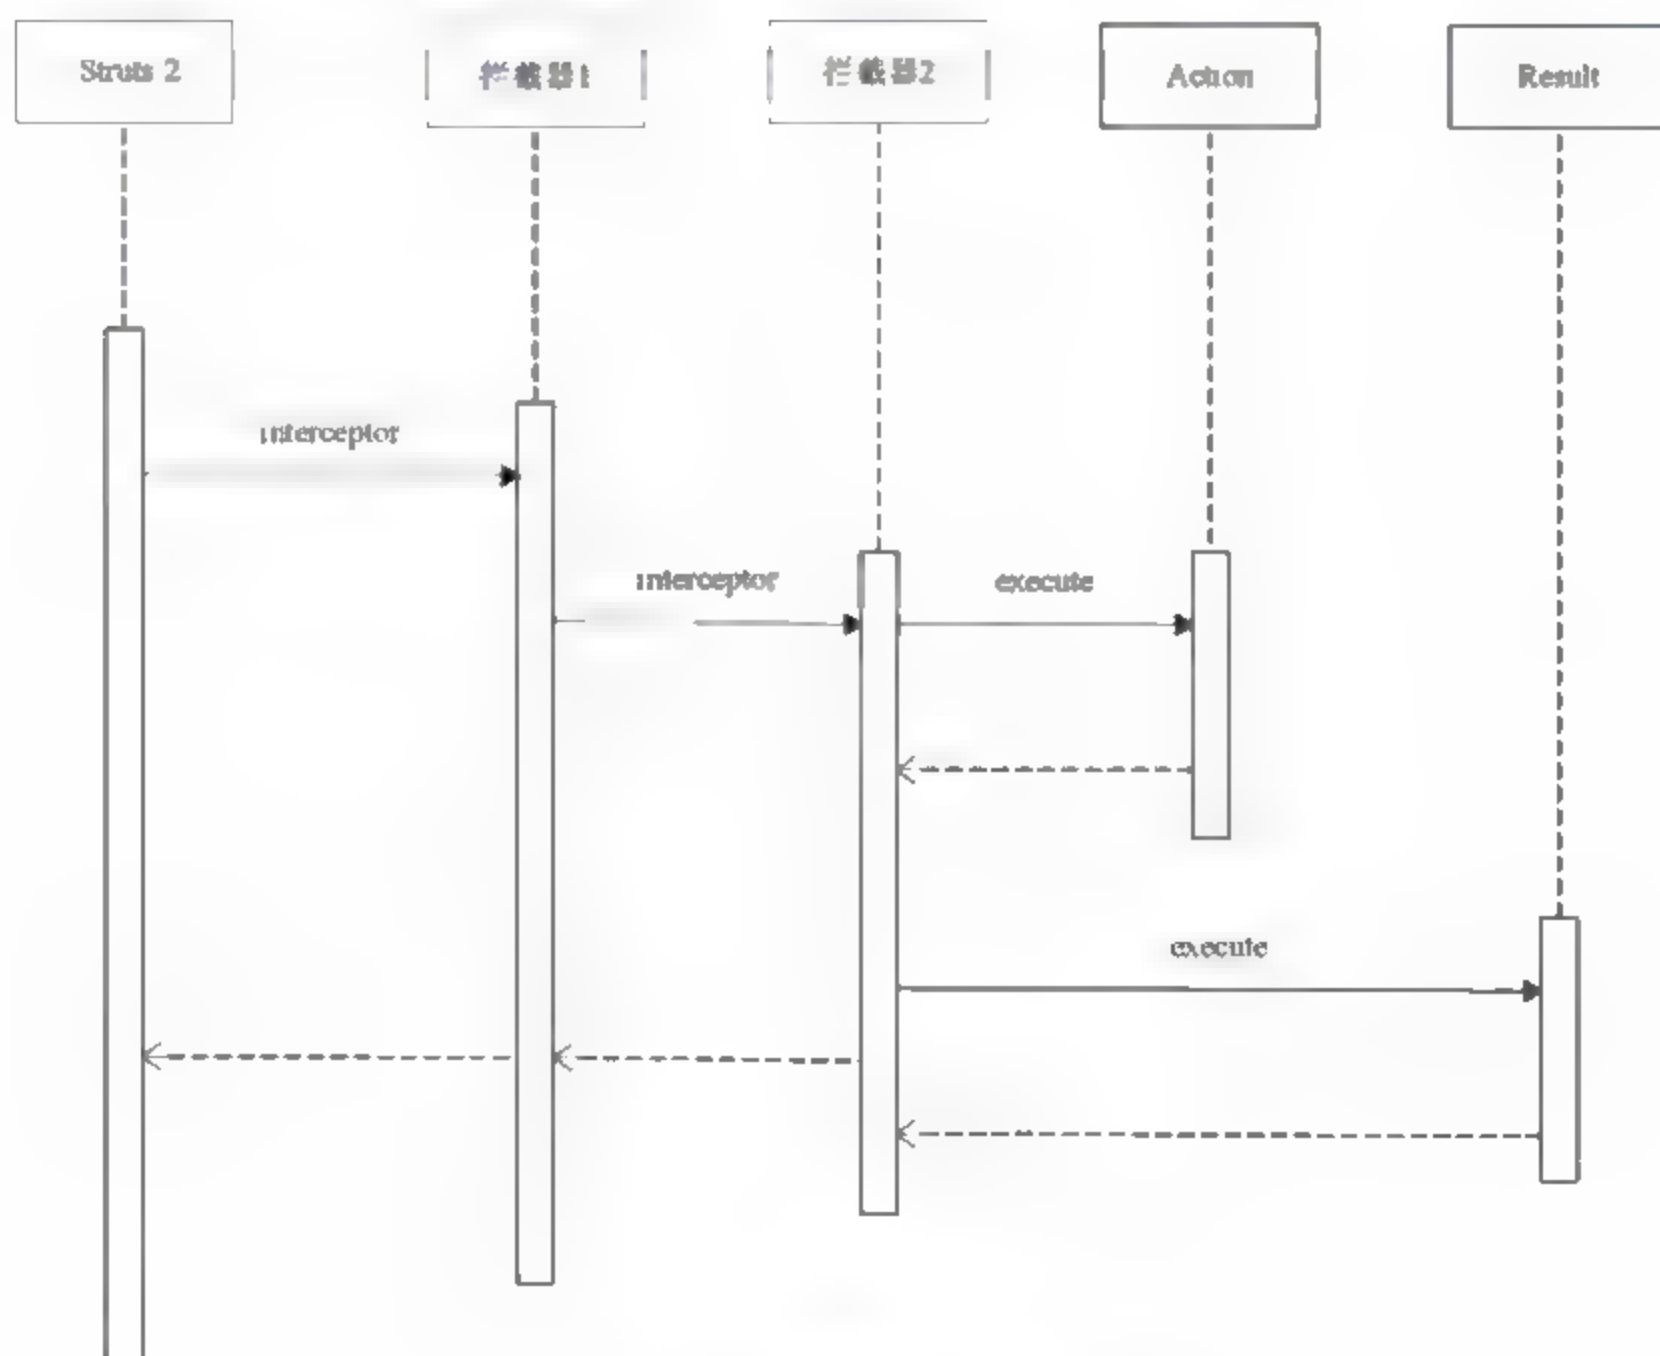 Struts 2
拦截器1
拦截器2
Action
Result
interceptor
interceptor
execute
execute